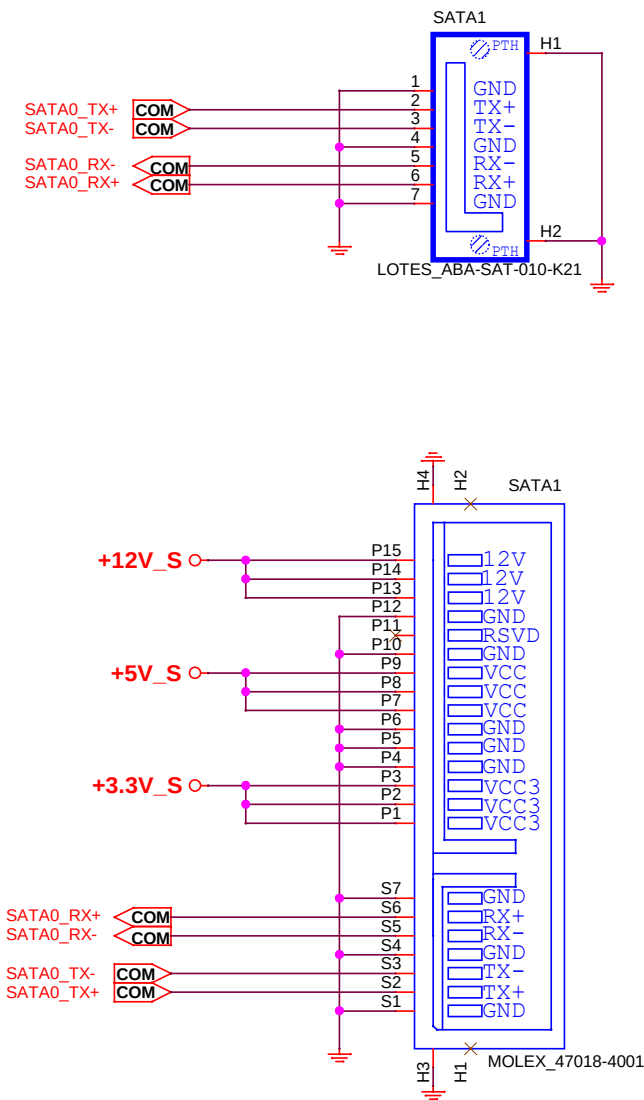 SATA1
PTH H1
1 GND
SATA0_TX+ COM 2 TX+
SATA0_TX- COM 3 TX-
4 GND
SATA0_RX- COM 5 RX-
SATA0_RX+ COM 6 RX+
7 GND
H2
PTH
LOTES_ABA-SAT-010-K21
H4 H2 SATA1
+12V_S P15 12V
P14 12V
P13 12V
P12 GND
P11 RSVD
P10 GND
+5V_S P9 VCC
P8 VCC
P7 VCC
P6 GND
P5 GND
P4 GND
+3.3V_S P3 VCC3
P2 VCC3
P1 VCC3
S7 GND
SATA0_RX+ COM S6 RX+
SATA0_RX- COM S5 RX-
S4 GND
SATA0_TX- COM S3 TX-
SATA0_TX+ COM S2 TX+
S1 GND
H3 H1 MOLEX_47018-4001